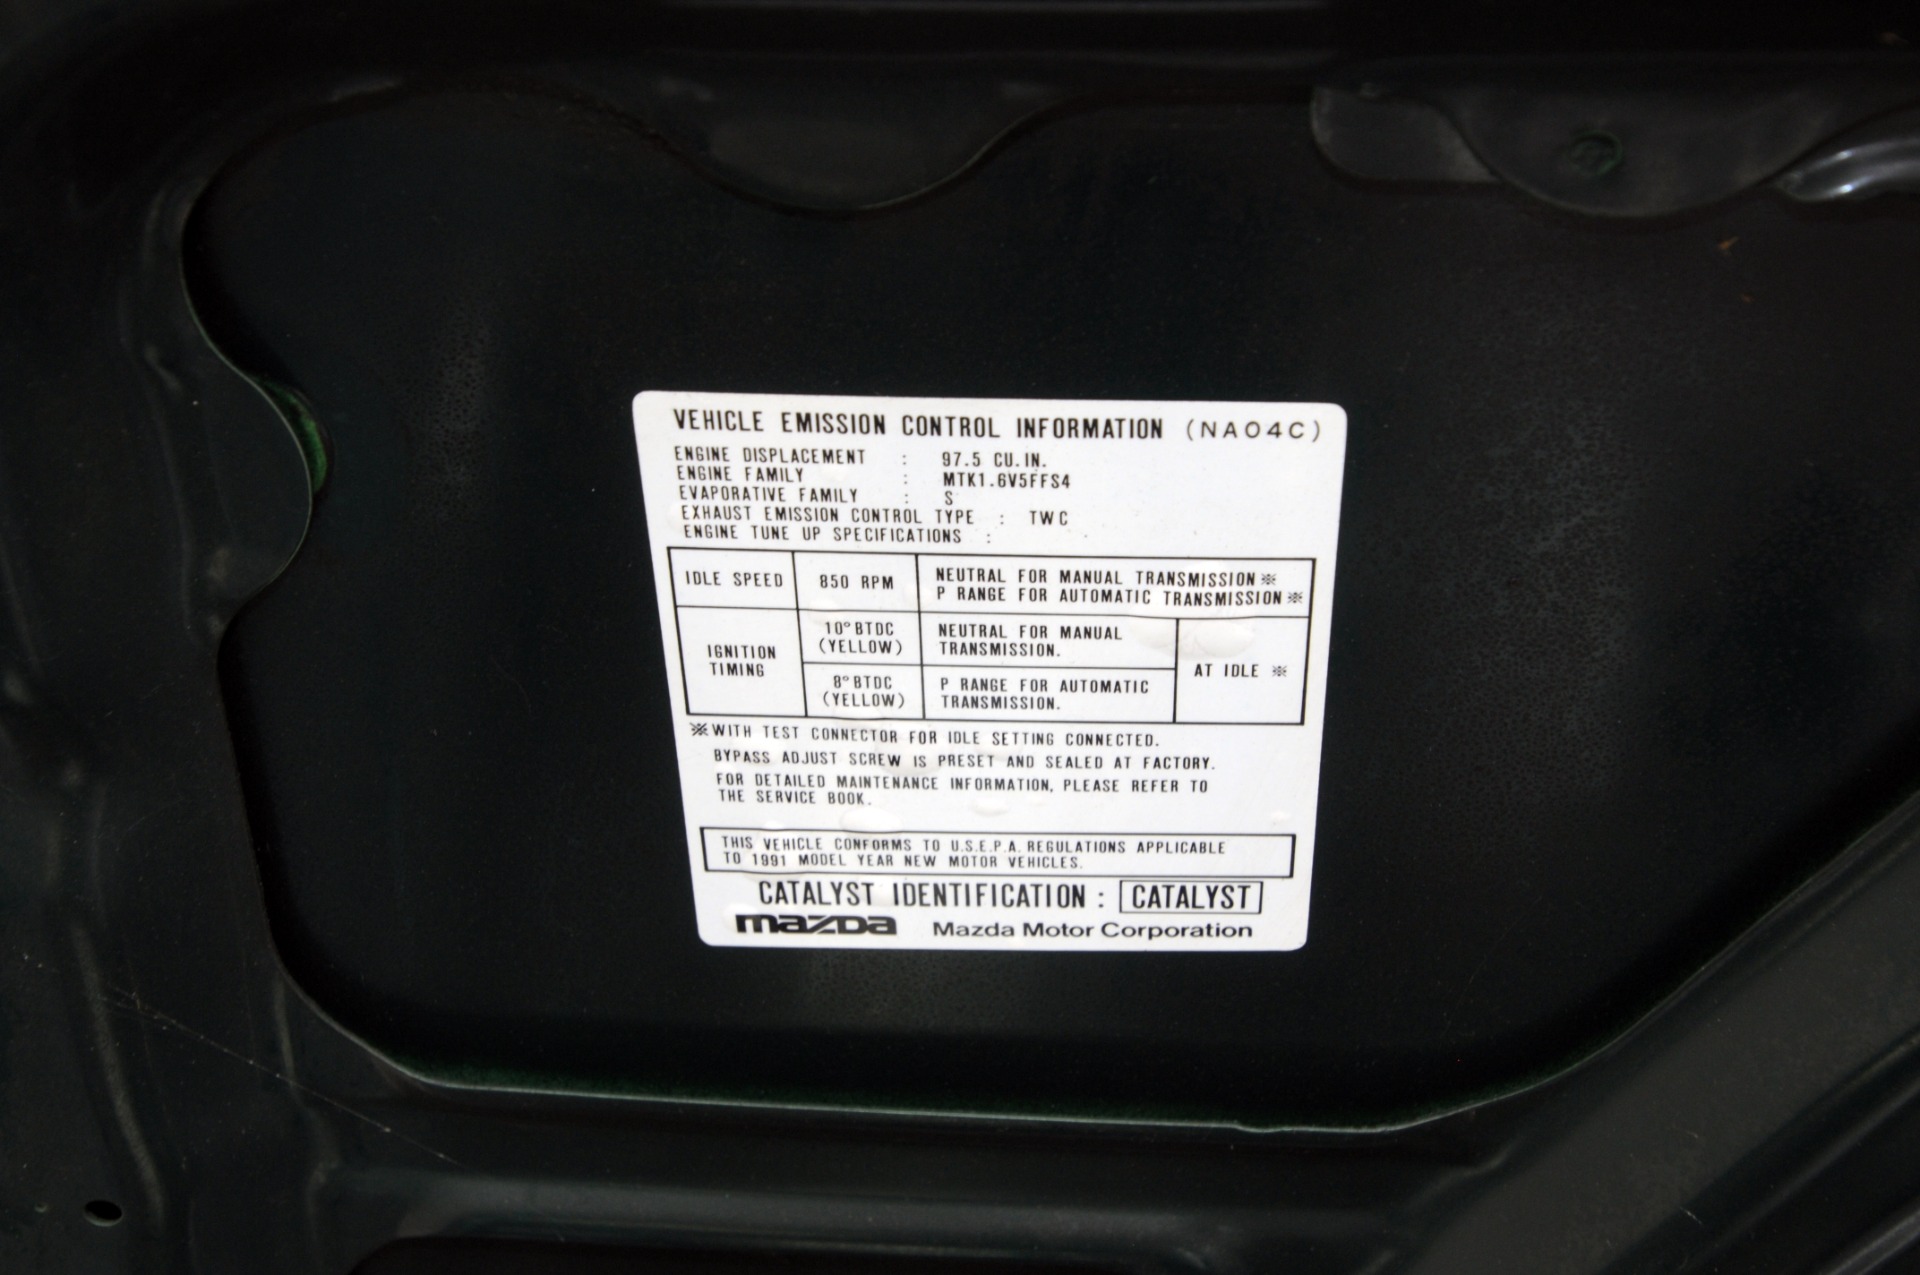 VEHICLE EMISSION CONTROL INFORMATION (NA04C)
ENGINE DISPLACEMENT : 97.5 CU.IN.
ENGINE FAMILY : MTK1.6V5FFS4
EVAPORATIVE FAMILY : S
EXHAUST EMISSION CONTROL TYPE : TWC
ENGINE TUNE UP SPECIFICATIONS :
IDLE SPEED 850 RPM NEUTRAL FOR MANUAL TRANSMISSION※
P RANGE FOR AUTOMATIC TRANSMISSION※
IGNITION
TIMING
10°BTDC
(YELLOW)
NEUTRAL FOR MANUAL
TRANSMISSION.
8°BTDC
(YELLOW)
P RANGE FOR AUTOMATIC
TRANSMISSION.
AT IDLE ※
※WITH TEST CONNECTOR FOR IDLE SETTING CONNECTED.
BYPASS ADJUST SCREW IS PRESET AND SEALED AT FACTORY.
FOR DETAILED MAINTENANCE INFORMATION, PLEASE REFER TO
THE SERVICE BOOK.
THIS VEHICLE CONFORMS TO U.S.E.P.A. REGULATIONS APPLICABLE
TO 1991 MODEL YEAR NEW MOTOR VEHICLES.
CATALYST IDENTIFICATION : CATALYST
mazda Mazda Motor Corporation